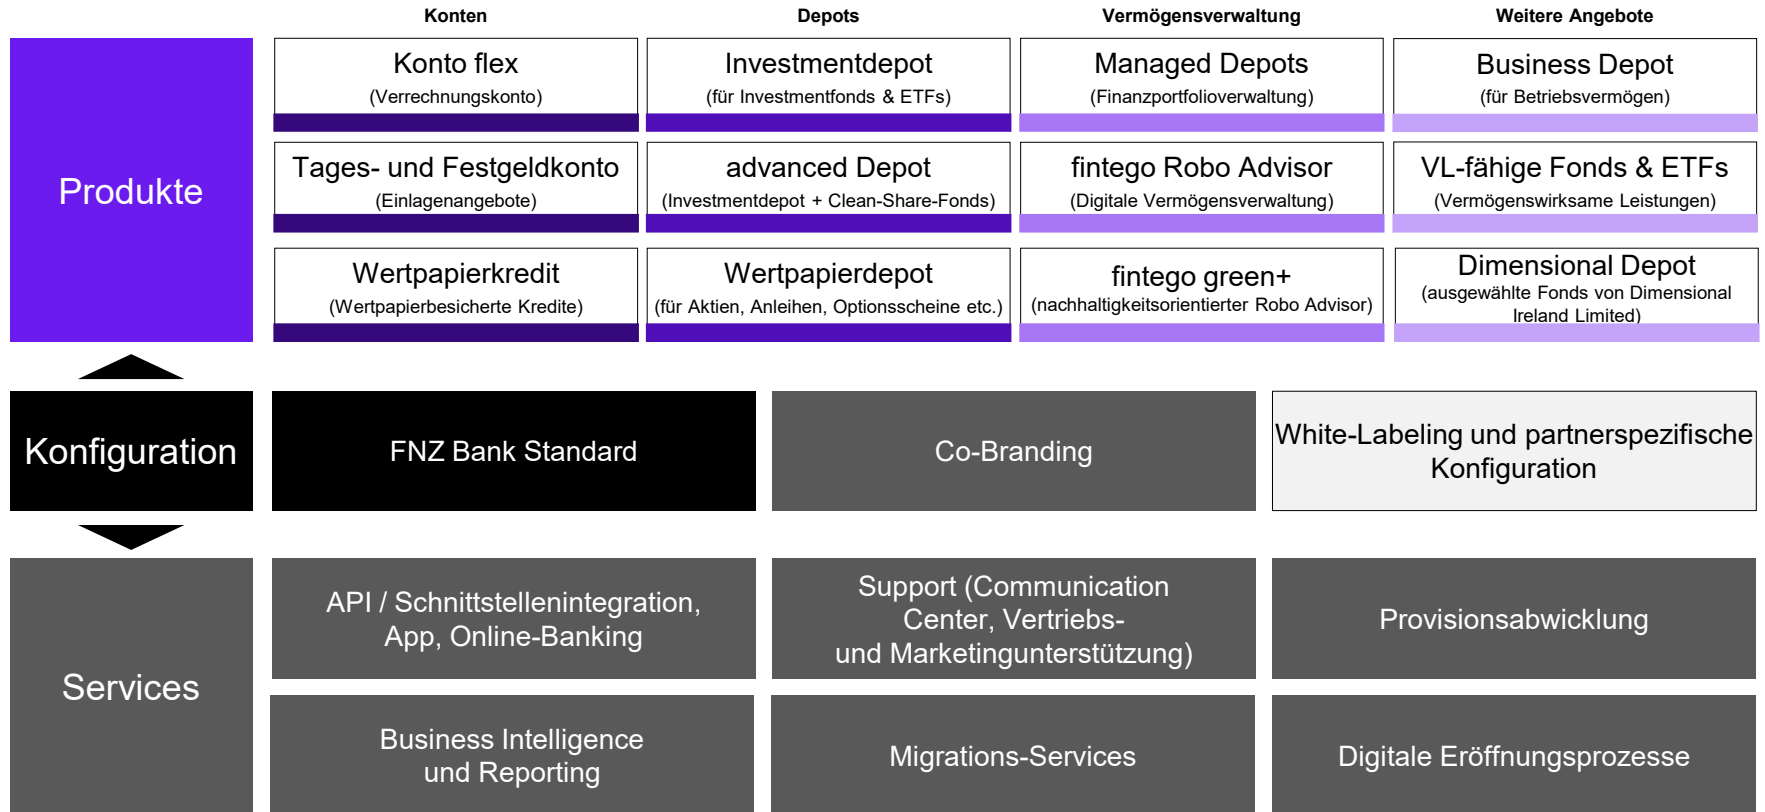 Konten
Depots
Vermögensverwaltung
Weitere Angebote
Produkte
Konto flex
(Verrechnungskonto)
Investmentdepot
(für Investmentfonds & ETFs)
Managed Depots
(Finanzportfolioverwaltung)
Business Depot
(für Betriebsvermögen)
Tages- und Festgeldkonto
(Einlagenangebote)
advanced Depot
(Investmentdepot + Clean-Share-Fonds)
fintego Robo Advisor
(Digitale Vermögensverwaltung)
VL-fähige Fonds & ETFs
(Vermögenswirksame Leistungen)
Wertpapierkredit
(Wertpapierbesicherte Kredite)
Wertpapierdepot
(für Aktien, Anleihen, Optionsscheine etc.)
fintego green+
(nachhaltigkeitsorientierter Robo Advisor)
Dimensional Depot
(ausgewählte Fonds von Dimensional
Ireland Limited)
Konfiguration
FNZ Bank Standard
Co-Branding
White-Labeling und partnerspezifische
Konfiguration
Services
API / Schnittstellenintegration,
App, Online-Banking
Support (Communication
Center, Vertriebs-
und Marketingunterstützung)
Provisionsabwicklung
Business Intelligence
und Reporting
Migrations-Services
Digitale Eröffnungsprozesse